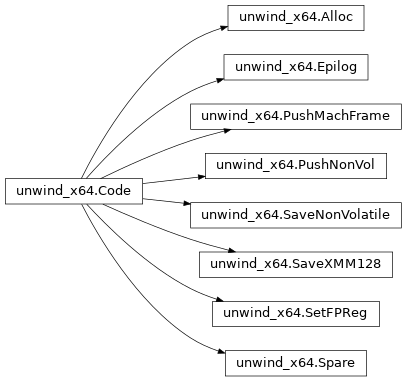 unwind_x64.Alloc
unwind_x64.Epilog
unwind_x64.PushMachFrame
unwind_x64.PushNonVol
unwind_x64.Code
unwind_x64.SaveNonVolatile
unwind_x64.SaveXMM128
unwind_x64.SetFPReg
unwind_x64.Spare